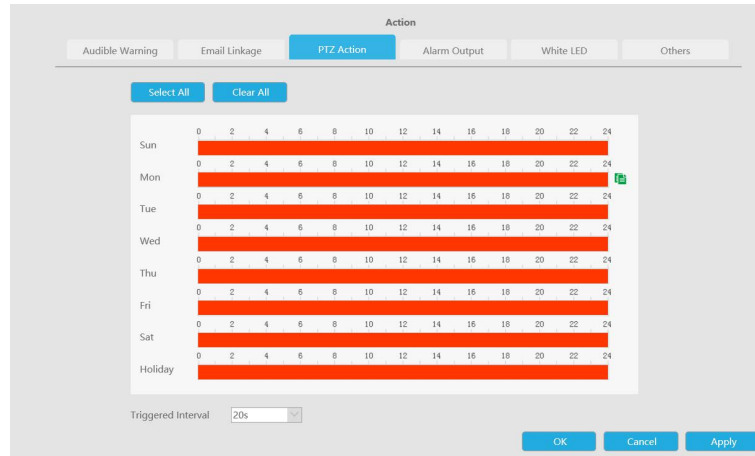 Action
Audible Warning Email Linkage PTZ Action Alarm Output White LED Others
Select All Clear All
0 2 4 6 8 10 12 14 16 18 20 22 24
Sun
0 2 4 6 8 10 12 14 16 18 20 22 24
Mon
0 2 4 6 8 10 12 14 16 18 20 22 24
Tue
0 2 4 6 8 10 12 14 16 18 20 22 24
Wed
0 2 4 6 8 10 12 14 16 18 20 22 24
Thu
0 2 4 6 8 10 12 14 16 18 20 22 24
Fri
0 2 4 6 8 10 12 14 16 18 20 22 24
Sat
0 2 4 6 8 10 12 14 16 18 20 22 24
Holiday
Triggered Interval 20s
OK Cancel Apply